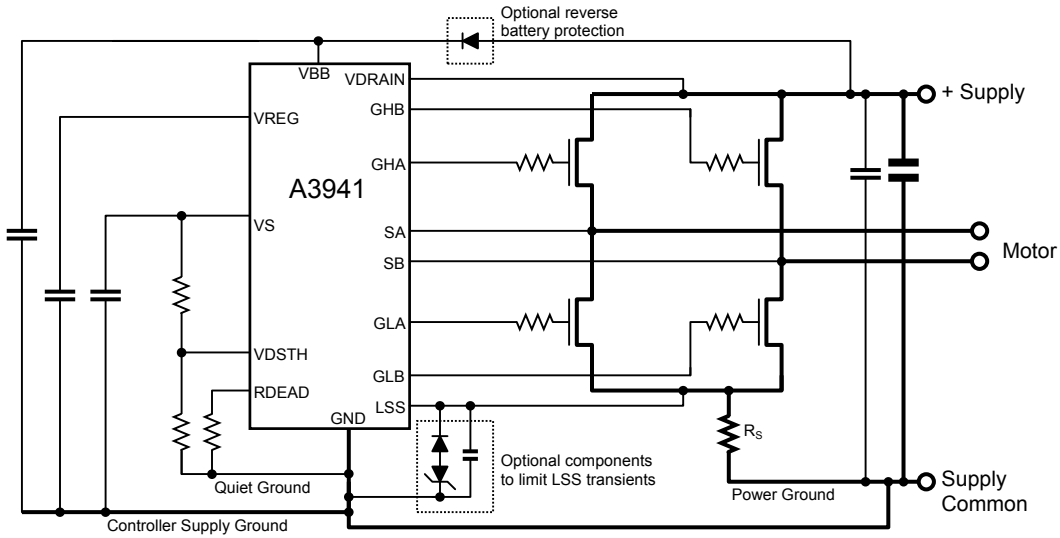 Optional reverse
battery protection
VBB
VDRAIN
GHB
+ Supply
VREG
GHA
A3941
VS
SA
SB
Motor
GLA
VDSTH
GLB
RDEAD
LSS
GND
RS
Optional components
to limit LSS transients
Quiet Ground
Power Ground
Supply
Common
Controller Supply Ground